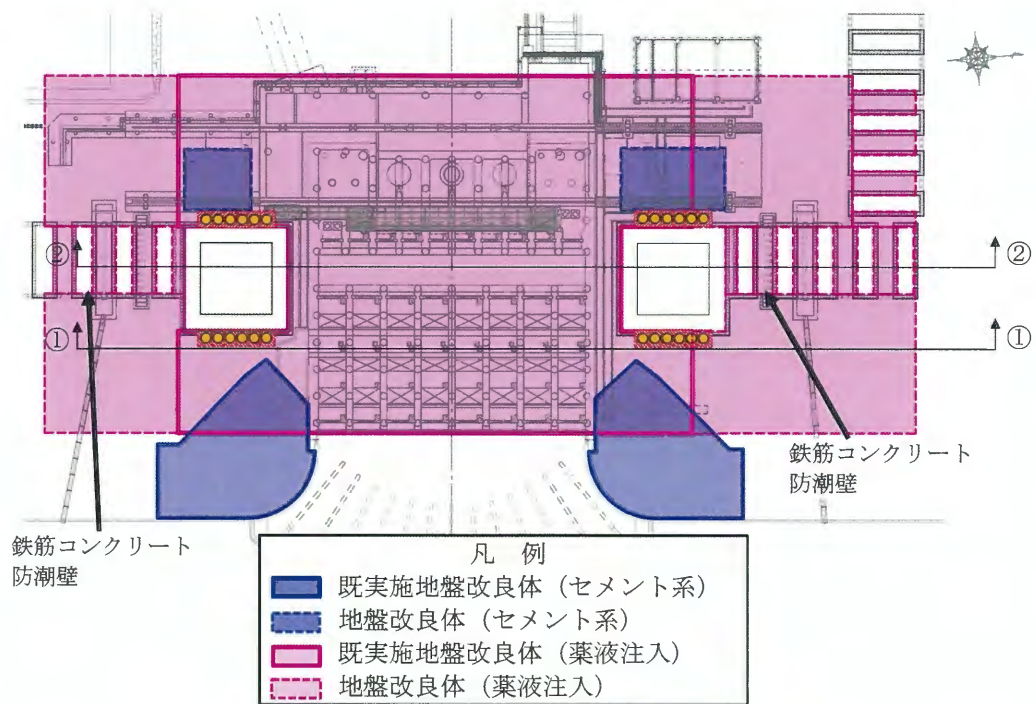 ②
②
①
①
鉄筋コンクリート
防潮壁
鉄筋コンクリート
防潮壁
凡 例
既実施地盤改良体（セメント系）
地盤改良体（セメント系）
既実施地盤改良体（薬液注入）
地盤改良体（薬液注入）